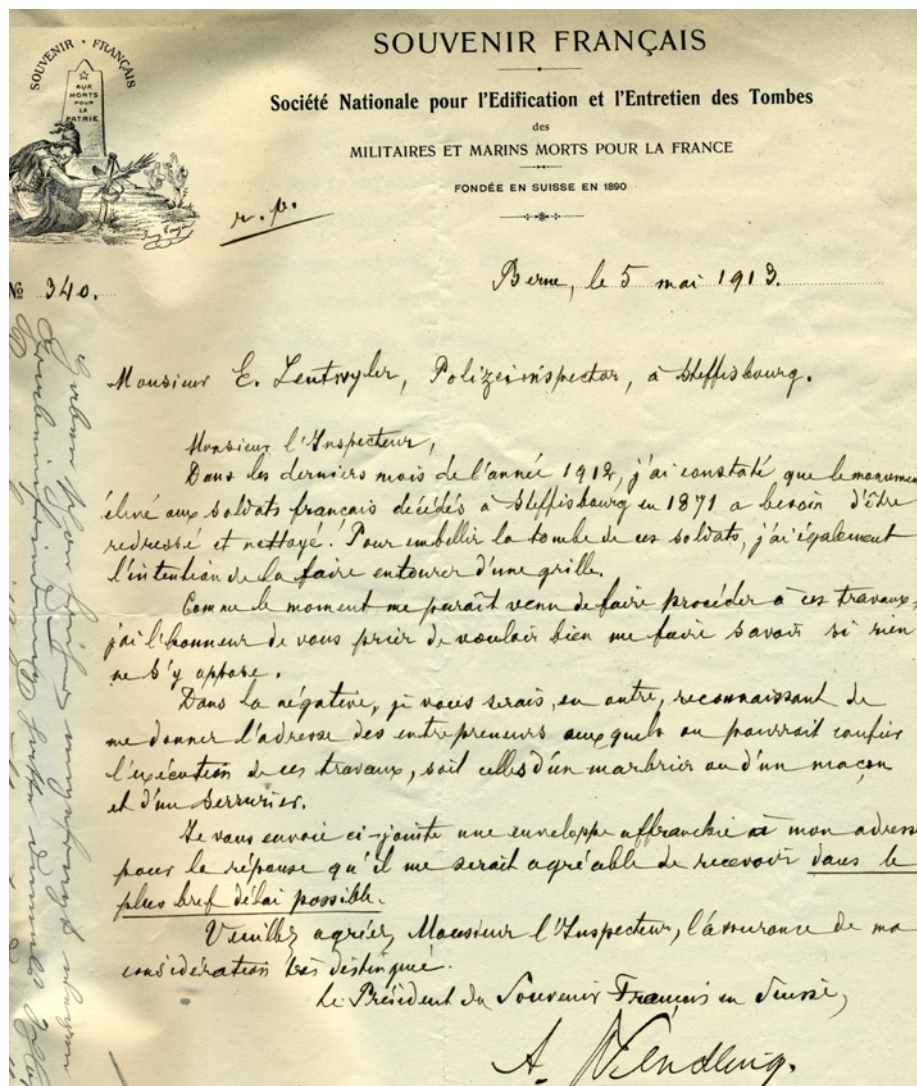 SOUVENIR · FRANÇAIS
AUX
MORTS
POUR
LA
PATRIE
SOUVENIR FRANÇAIS
Société Nationale pour l'Edification et l'Entretien des Tombes
des
MILITAIRES ET MARINS MORTS POUR LA FRANCE
FONDÉE EN SUISSE EN 1890
r. p.
№ 340.
Berne, le 5 mai 1913.
Monsieur E. Leutwyler, Polizeiinspector, à Steffisbourg.
Monsieur l'Inspecteur,
Dans les derniers mois de l'année 1912, j'ai constaté que le monumen
élevé aux soldats français décédés à Steffisbourg en 1871 a besoin d'être
redressé et nettoyé. Pour embellir la tombe de ces soldats, j'ai également
l'intention de la faire entourer d'une grille.
Comme le moment me paraît venu de faire procéder à ces travaux,
j'ai l'honneur de vous prier de vouloir bien me faire savoir si rien
ne s'y oppose.
Dans la négative, je vous serais, en outre, reconnaissant de
me donner l'adresse des entrepreneurs auxquels on pourrait confier
l'exécution de ces travaux, soit celles d'un marbrier ou d'un maçon
et d'un serrurier.
Je vous envoie ci-jointe une enveloppe affranchie à mon adress
pour la réponse qu'il me serait agréable de recevoir dans le
plus bref délai possible.
Veuillez agréer, Monsieur l'Inspecteur, l'assurance de ma
considération très distinguée.
Le Président du Souvenir Français en Suisse,
A. Wendling.